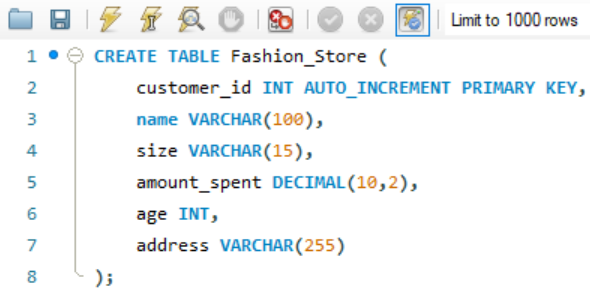 Limit to 1000 rows
1 CREATE TABLE Fashion_Store (
2 customer_id INT AUTO_INCREMENT PRIMARY KEY,
3 name VARCHAR(100),
4 size VARCHAR(15),
5 amount_spent DECIMAL(10,2),
6 age INT,
7 address VARCHAR(255)
8 );